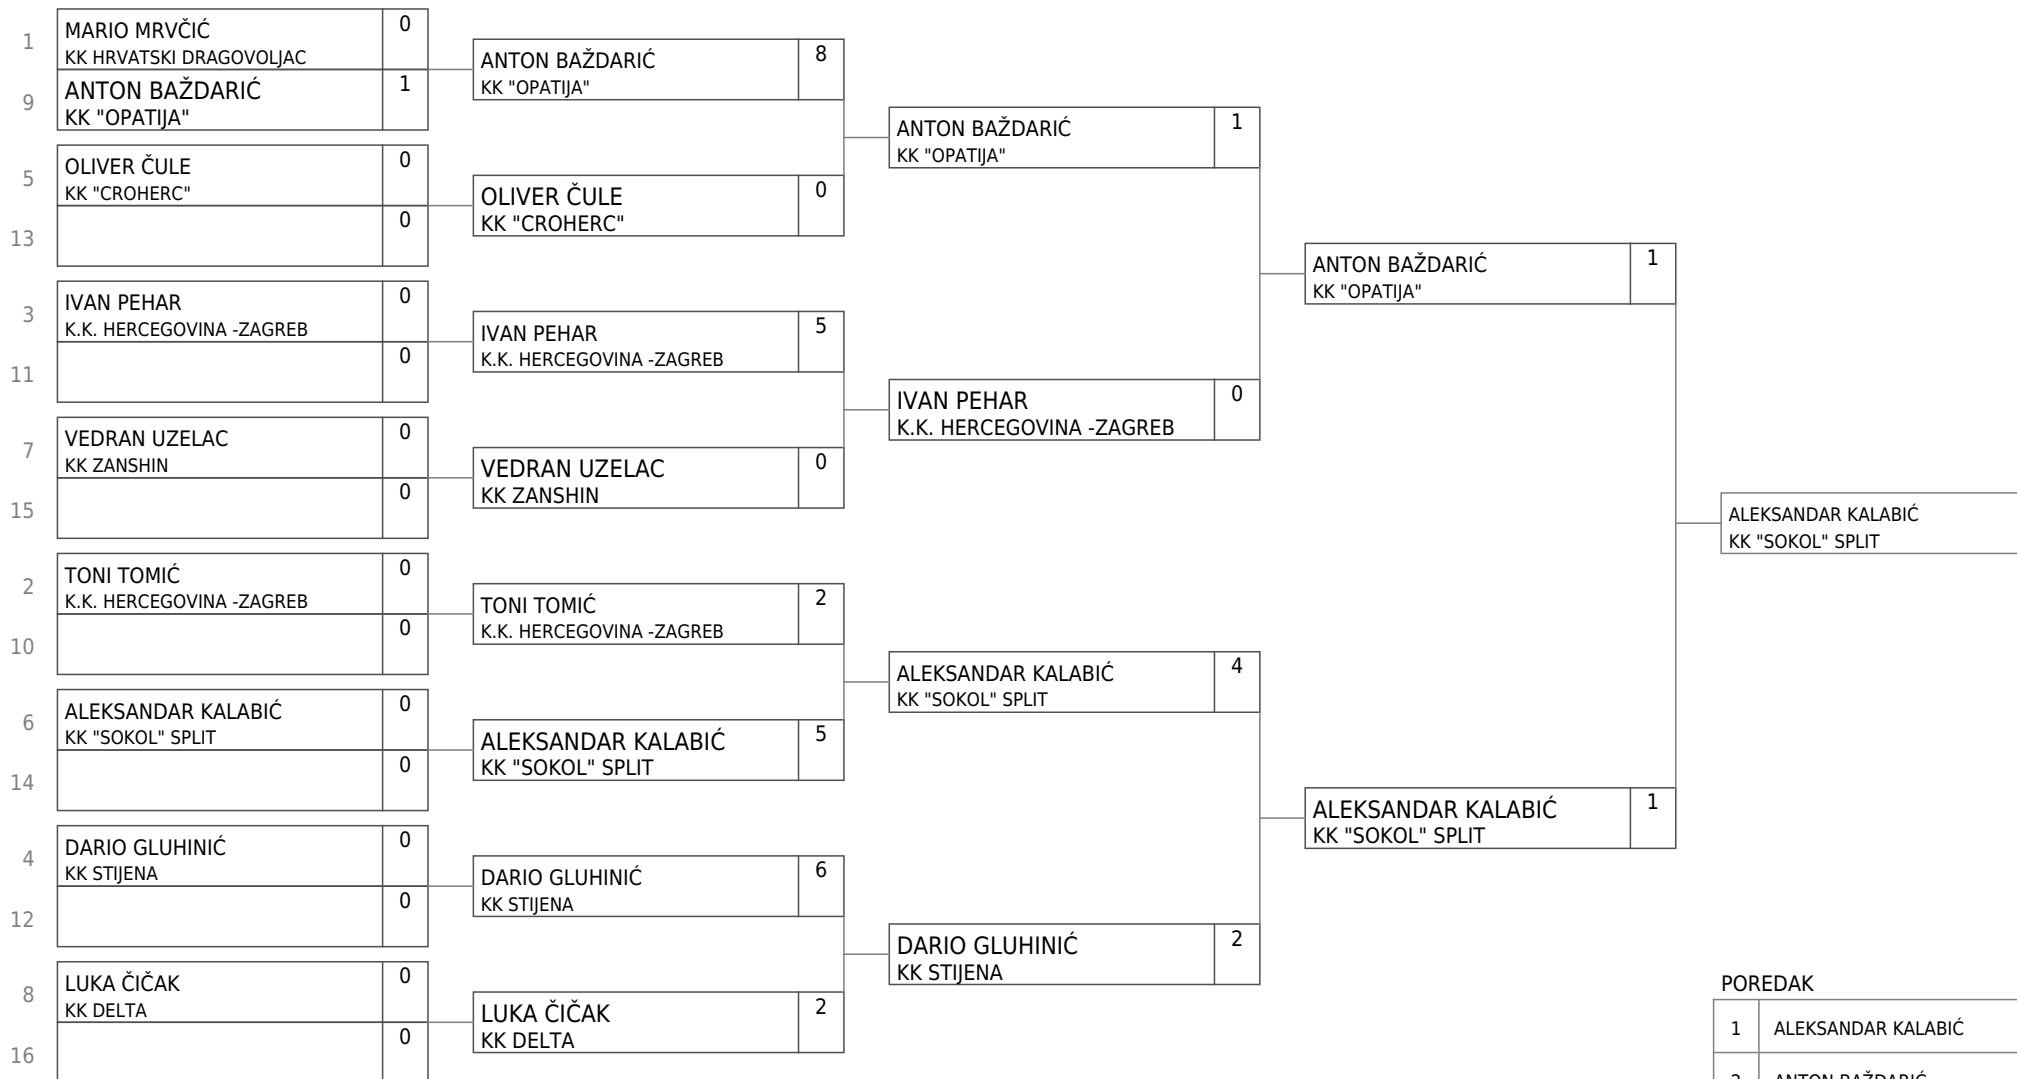 1
MARIO MRVČIĆ
KK HRVATSKI DRAGOVOLJAC
0
9
ANTON BAŽDARIĆ
KK "OPATIJA"
1
5
OLIVER ČULE
KK "CROHERC"
0
13
0
3
IVAN PEHAR
K.K. HERCEGOVINA -ZAGREB
0
11
0
7
VEDRAN UZELAC
KK ZANSHIN
0
15
0
2
TONI TOMIĆ
K.K. HERCEGOVINA -ZAGREB
0
10
0
6
ALEKSANDAR KALABIĆ
KK "SOKOL" SPLIT
0
14
0
4
DARIO GLUHINIĆ
KK STIJENA
0
12
0
8
LUKA ČIČAK
KK DELTA
0
16
0
ANTON BAŽDARIĆ
KK "OPATIJA"
8
OLIVER ČULE
KK "CROHERC"
0
IVAN PEHAR
K.K. HERCEGOVINA -ZAGREB
5
VEDRAN UZELAC
KK ZANSHIN
0
TONI TOMIĆ
K.K. HERCEGOVINA -ZAGREB
2
ALEKSANDAR KALABIĆ
KK "SOKOL" SPLIT
5
DARIO GLUHINIĆ
KK STIJENA
6
LUKA ČIČAK
KK DELTA
2
ANTON BAŽDARIĆ
KK "OPATIJA"
1
IVAN PEHAR
K.K. HERCEGOVINA -ZAGREB
0
ALEKSANDAR KALABIĆ
KK "SOKOL" SPLIT
4
DARIO GLUHINIĆ
KK STIJENA
2
ANTON BAŽDARIĆ
KK "OPATIJA"
1
ALEKSANDAR KALABIĆ
KK "SOKOL" SPLIT
1
ALEKSANDAR KALABIĆ
KK "SOKOL" SPLIT
POREDAK
1 ALEKSANDAR KALABIĆ
2 ANTON BAŽDARIĆ